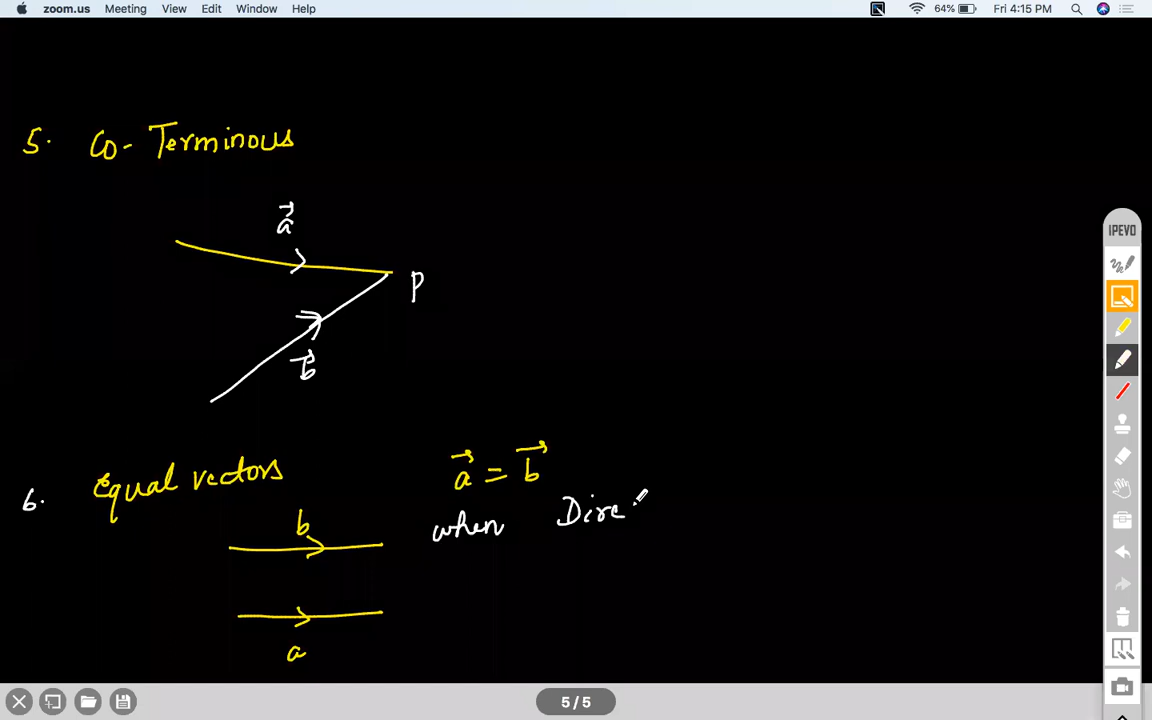 zoom.us Meeting View Edit Window Help 64% Fri 4:15 PM
5. Co-Terminous
a⃗
P
b⃗
IPEVO
6. Equal vectors
a⃗ = b⃗
when Dire
b
a
5 / 5